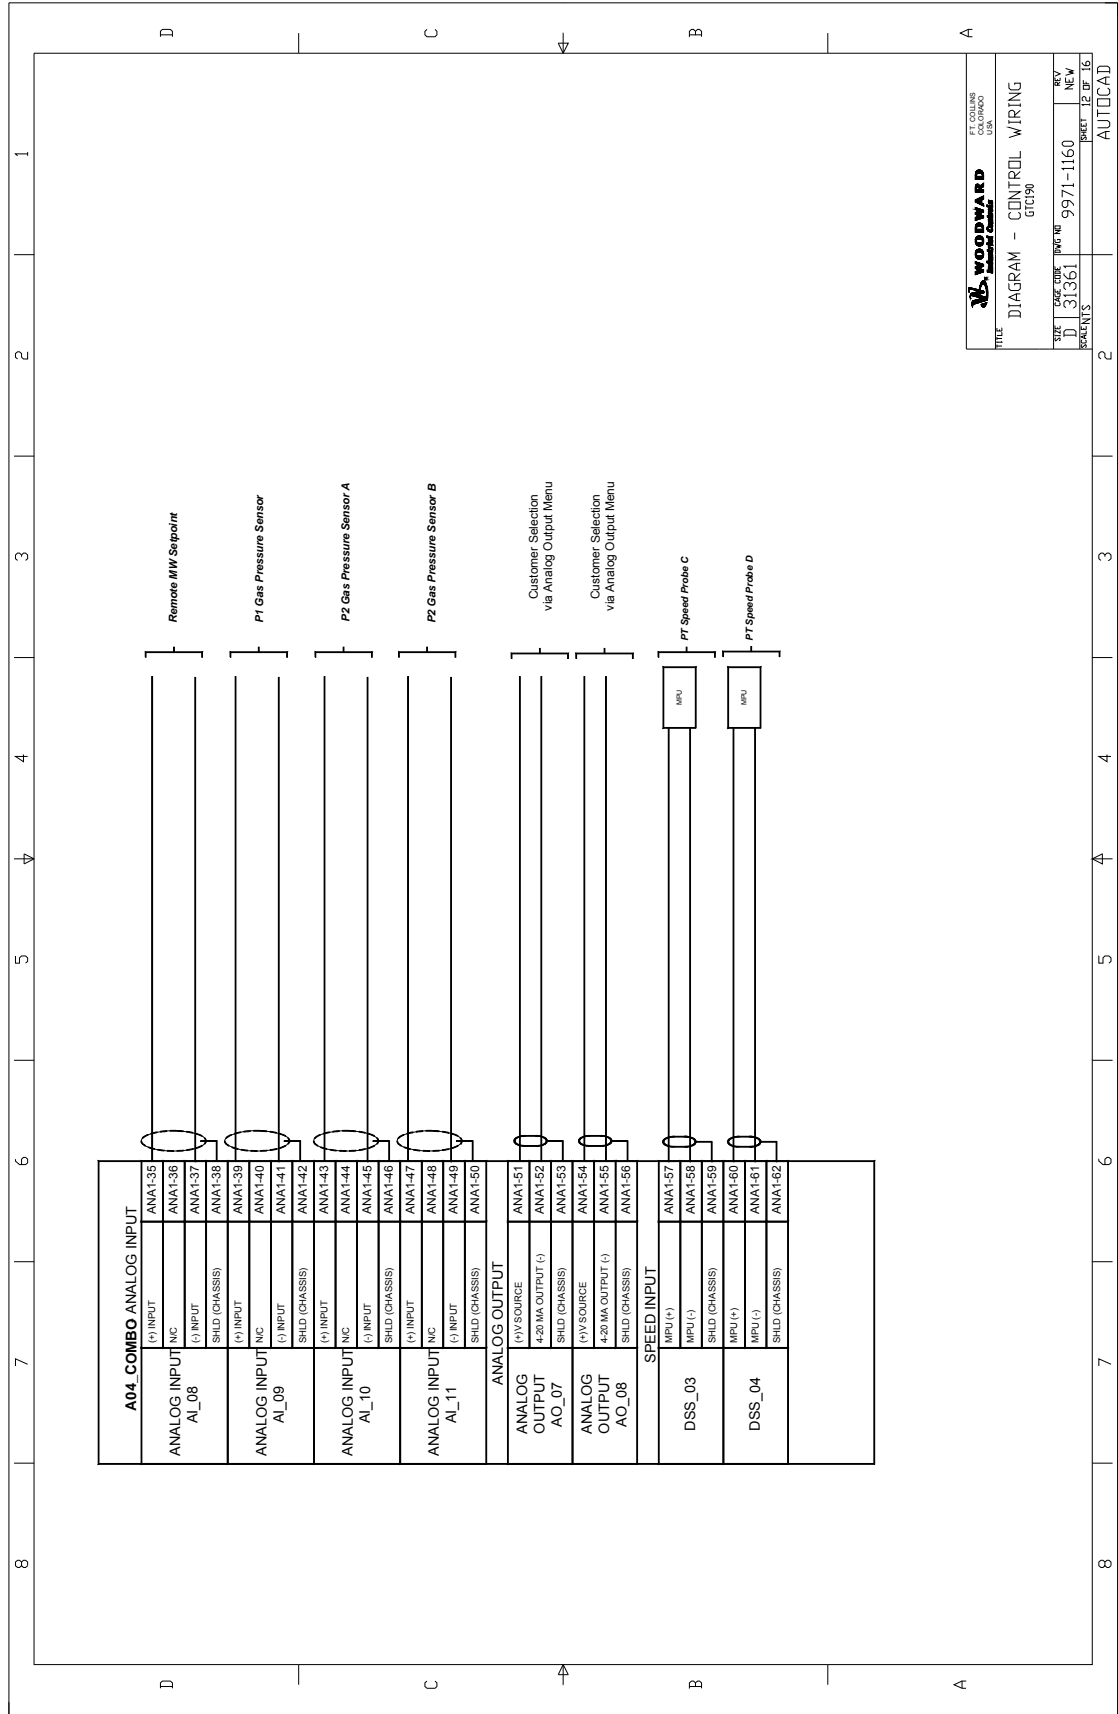 8
7
6
5
4
3
2
1
D
C
B
A
A04_COMBO ANALOG INPUT
ANALOG INPUT
AI_08
(+) INPUT
ANA1-35
N/C
ANA1-36
(-) INPUT
ANA1-37
SHLD (CHASSIS)
ANA1-38
Remote MW Setpoint
ANALOG INPUT
AI_09
(+) INPUT
ANA1-39
N/C
ANA1-40
(-) INPUT
ANA1-41
SHLD (CHASSIS)
ANA1-42
P1 Gas Pressure Sensor
ANALOG INPUT
AI_10
(+) INPUT
ANA1-43
N/C
ANA1-44
(-) INPUT
ANA1-45
SHLD (CHASSIS)
ANA1-46
P2 Gas Pressure Sensor A
ANALOG INPUT
AI_11
(+) INPUT
ANA1-47
N/C
ANA1-48
(-) INPUT
ANA1-49
SHLD (CHASSIS)
ANA1-50
P2 Gas Pressure Sensor B
ANALOG OUTPUT
ANALOG
OUTPUT
AO_07
(+)V SOURCE
ANA1-51
4-20 MA OUTPUT (-)
ANA1-52
SHLD (CHASSIS)
ANA1-53
Customer Selection
via Analog Output Menu
ANALOG
OUTPUT
AO_08
(+)V SOURCE
ANA1-54
4-20 MA OUTPUT (-)
ANA1-55
SHLD (CHASSIS)
ANA1-56
Customer Selection
via Analog Output Menu
SPEED INPUT
DSS_03
MPU (+)
ANA1-57
MPU (-)
ANA1-58
SHLD (CHASSIS)
ANA1-59
MPU
PT Speed Probe C
DSS_04
MPU (+)
ANA1-60
MPU (-)
ANA1-61
SHLD (CHASSIS)
ANA1-62
MPU
PT Speed Probe D
WOODWARD
Industrial Controls
FT. COLLINS
COLORADO
USA
TITLE
DIAGRAM - CONTROL WIRING
GTC190
SIZE
D
CAGE CODE
31361
DWG NO
9971-1160
REV
NEW
SCALE NTS
SHEET 12 OF 16
D
C
B
A
8
7
6
5
4
3
2
AUTOCAD